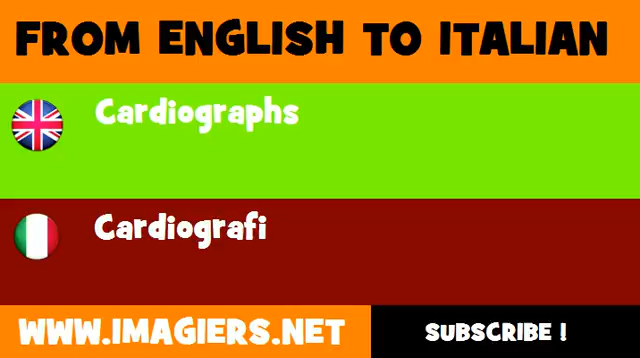 FROM ENGLISH TO ITALIAN
Cardiographs
Cardiografi
WWW.IMAGIERS.NET
SUBSCRIBE !